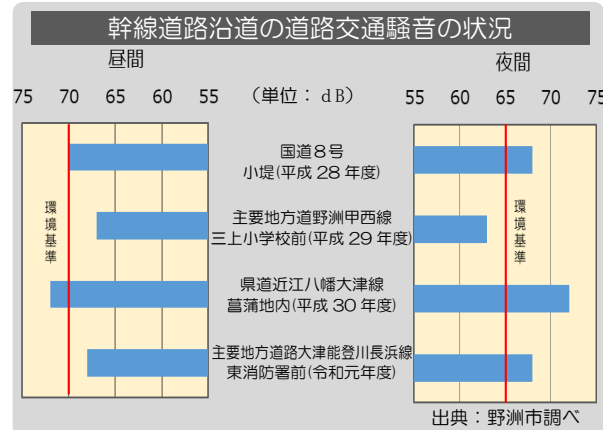 幹線道路沿道の道路交通騒音の状況
昼間
夜間
75 70 65 60 55 （単位：ｄB） 55 60 65 70 75
国道８号
小堤(平成 28 年度)
環境基準
主要地方道野洲甲西線
三上小学校前(平成 29 年度)
環境基準
県道近江八幡大津線
菖蒲地内(平成 30 年度)
主要地方道路大津能登川長浜線
東消防署前(令和元年度)
出典：野洲市調べ